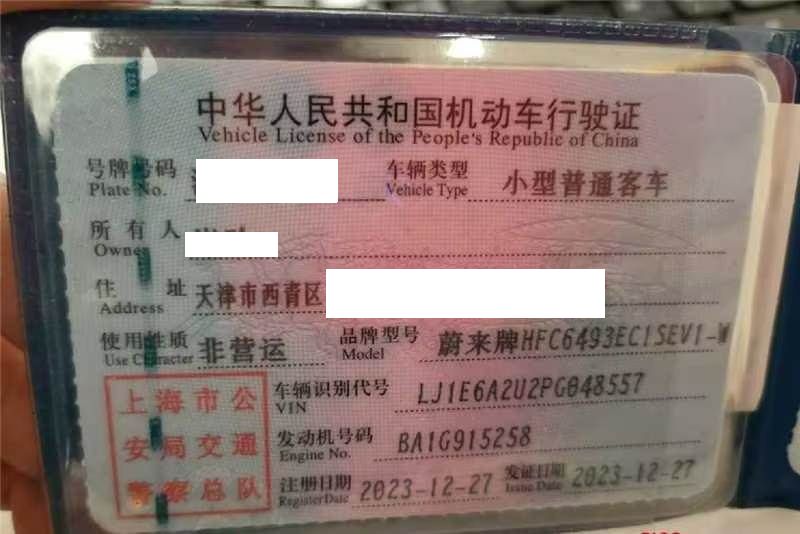 中华人民共和国机动车行驶证
Vehicle License of the People's Republic of China
号牌号码 车辆类型 小型普通客车
Plate No. Vehicle Type
所有人
Owner
住址 天津市西青区
Address
使用性质 非营运 品牌型号 蔚来牌HFC6493ECISEV1-W
Use Character Model
上海市公 车辆识别代号 LJ1E6A2U2PG048557
VIN
安局交通 发动机号码 BA1G915258
Engine No.
警察总队 注册日期 2023-12-27 发证日期 2023-12-27
Register Date Issue Date